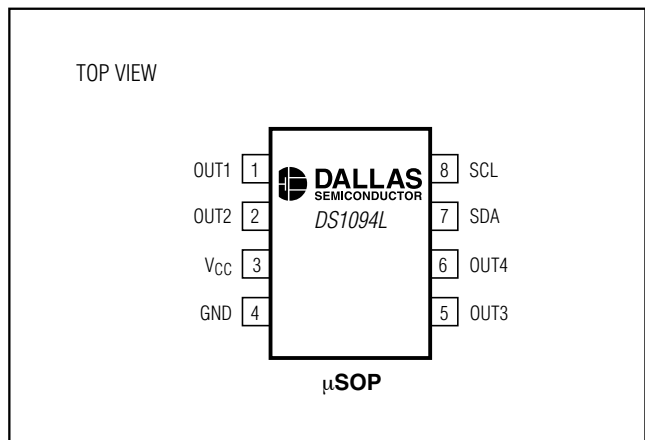 TOP VIEW
OUT1 1
OUT2 2
VCC 3
GND 4
DALLAS
SEMICONDUCTOR
DS1094L
8 SCL
7 SDA
6 OUT4
5 OUT3
μSOP